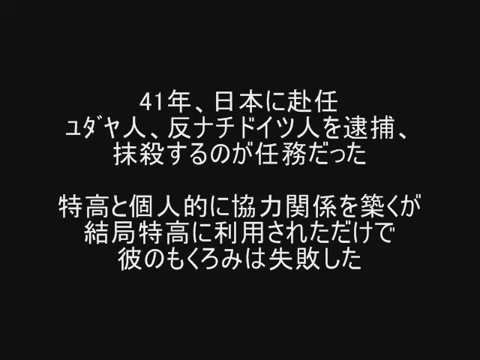 41年、日本に赴任
ﾕﾀﾞﾔ人、反ナチドイツ人を逮捕、
抹殺するのが任務だった
特高と個人的に協力関係を築くが
結局特高に利用されただけで
彼のもくろみは失敗した